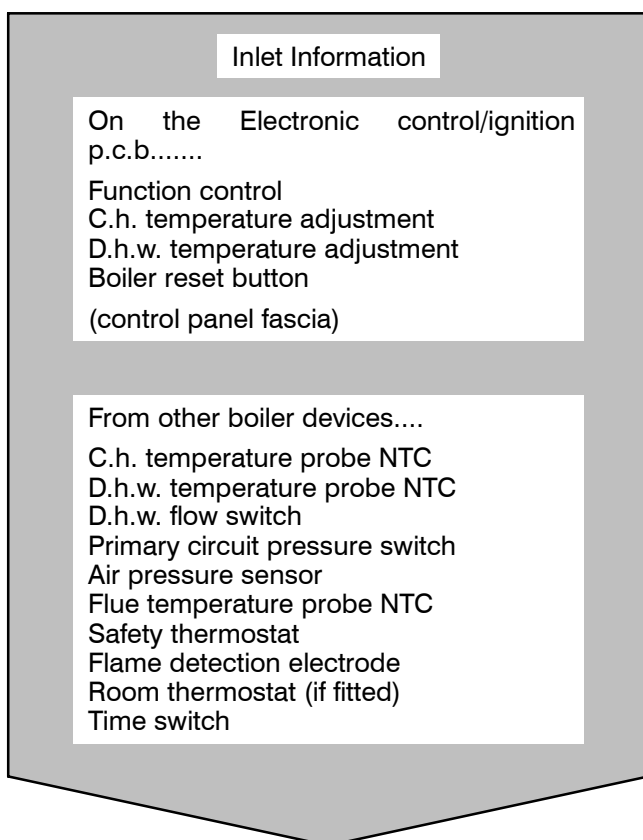 Inlet Information
On the Electronic control/ignition
p.c.b.......
Function control
C.h. temperature adjustment
D.h.w. temperature adjustment
Boiler reset button
(control panel fascia)
From other boiler devices....
C.h. temperature probe NTC
D.h.w. temperature probe NTC
D.h.w. flow switch
Primary circuit pressure switch
Air pressure sensor
Flue temperature probe NTC
Safety thermostat
Flame detection electrode
Room thermostat (if fitted)
Time switch